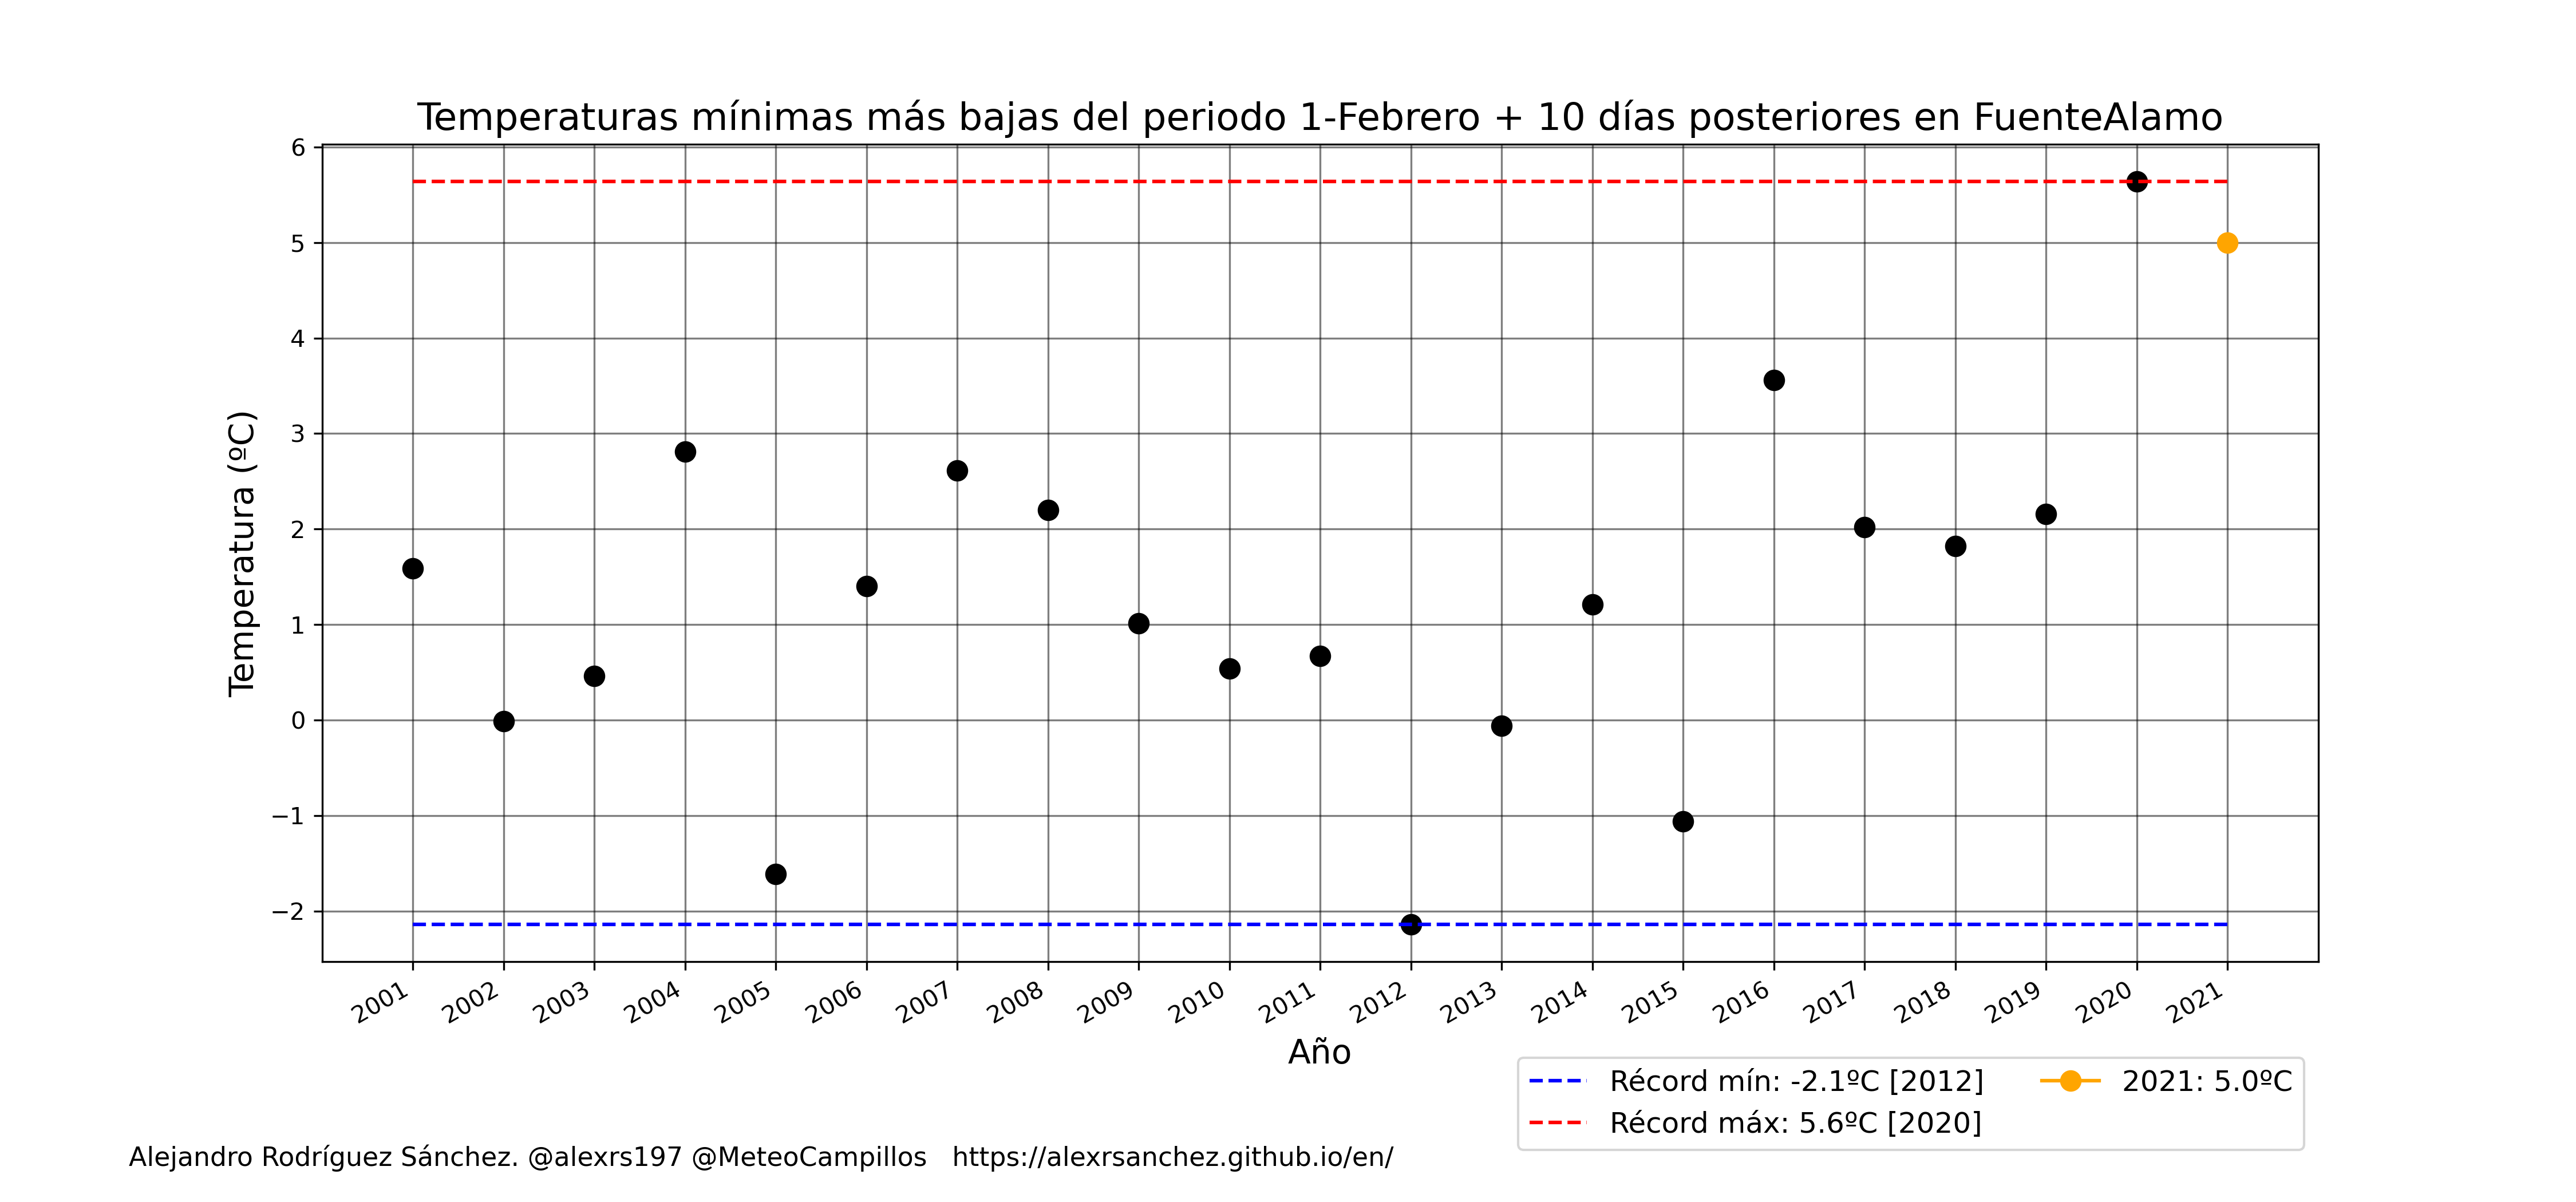 Temperaturas mínimas más bajas del periodo 1-Febrero + 10 días posteriores en FuenteAlamo
6
5
4
3
2
1
0
−1
−2
Temperatura (ºC)
2001 2002 2003 2004 2005 2006 2007 2008 2009 2010 2011 2012 2013 2014 2015 2016 2017 2018 2019 2020 2021
Año
Récord mín: -2.1ºC [2012] 2021: 5.0ºC
Récord máx: 5.6ºC [2020]
Alejandro Rodríguez Sánchez. @alexrs197 @MeteoCampillos https://alexrsanchez.github.io/en/